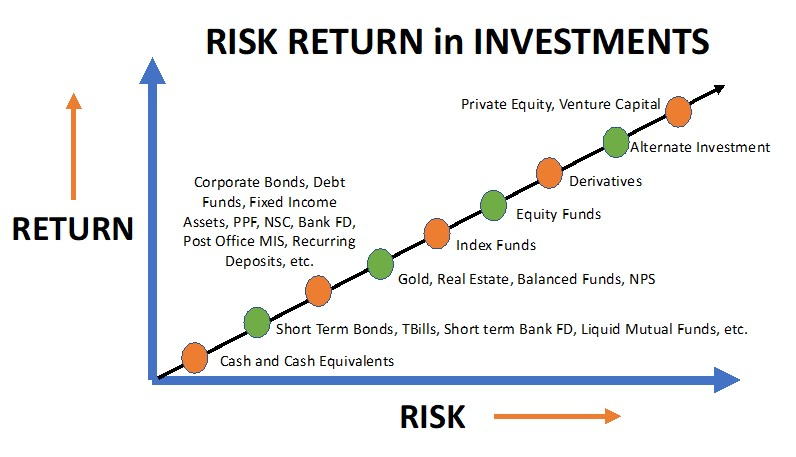 RISK RETURN in INVESTMENTS
Private Equity, Venture Capital
Alternate Investment
Derivatives
Corporate Bonds, Debt
Funds, Fixed Income
Assets, PPF, NSC, Bank FD,
Post Office MIS, Recurring
Deposits, etc.
Equity Funds
RETURN
Index Funds
Gold, Real Estate, Balanced Funds, NPS
Short Term Bonds, TBills, Short term Bank FD, Liquid Mutual Funds, etc.
Cash and Cash Equivalents
RISK